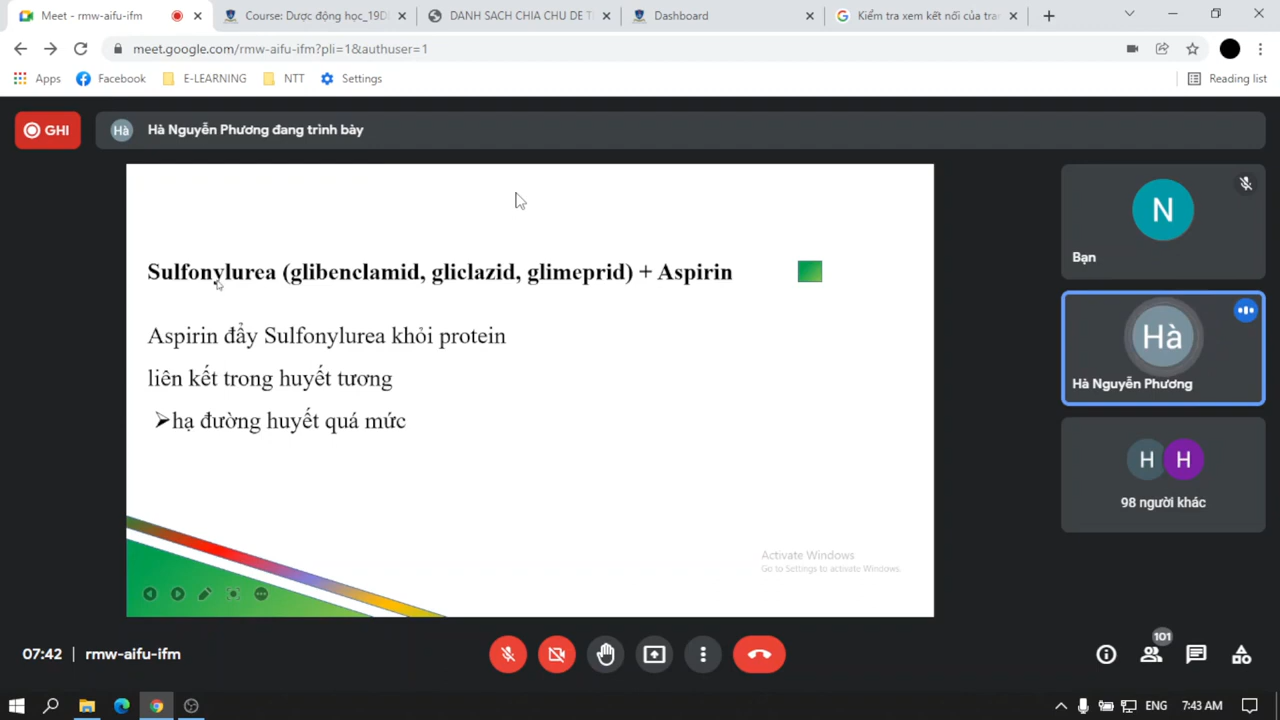 Meet - rmw-aifu-ifm
Course: Dược động học_19D
DANH SACH CHIA CHU DE T
Dashboard
Kiểm tra xem kết nối của tra
meet.google.com/rmw-aifu-ifm?pli=1&authuser=1
Apps
Facebook
E-LEARNING
NTT
Settings
Reading list
GHI
Hà
Hà Nguyễn Phương đang trình bày
Sulfonylurea (glibenclamid, gliclazid, glimeprid) + Aspirin
Aspirin đẩy Sulfonylurea khỏi protein
liên kết trong huyết tương
➢hạ đường huyết quá mức
Activate Windows
Go to Settings to activate Windows.
N
Bạn
Hà
Hà Nguyễn Phương
H
H
98 người khác
07:42
rmw-aifu-ifm
101
ENG
7:43 AM